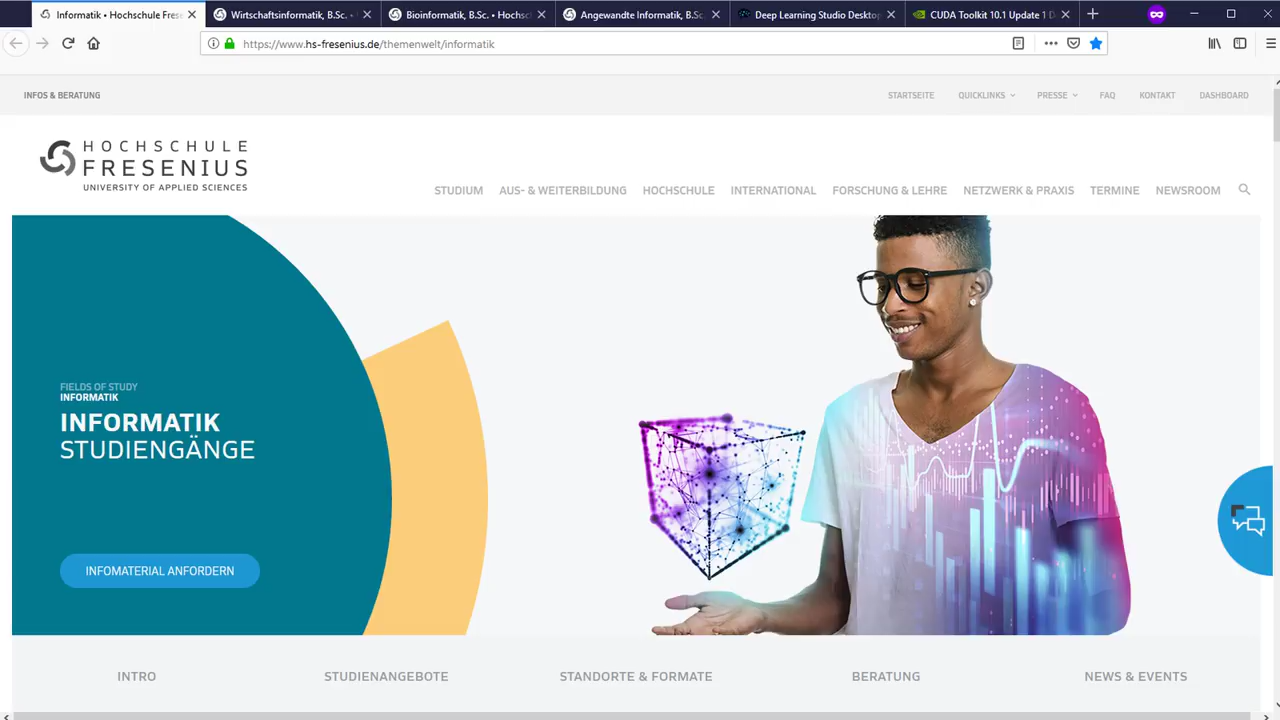 Informatik • Hochschule Frese
Wirtschaftsinformatik, B.Sc. •
Bioinformatik, B.Sc. • Hochsc
Angewandte Informatik, B.Sc.
Deep Learning Studio Desktop
CUDA Toolkit 10.1 Update 1 D
https://www.hs-fresenius.de/themenwelt/informatik
INFOS & BERATUNG
STARTSEITE QUICKLINKS PRESSE FAQ KONTAKT DASHBOARD
HOCHSCHULE
FRESENIUS
UNIVERSITY OF APPLIED SCIENCES
STUDIUM AUS- & WEITERBILDUNG HOCHSCHULE INTERNATIONAL FORSCHUNG & LEHRE NETZWERK & PRAXIS TERMINE NEWSROOM
FIELDS OF STUDY
INFORMATIK
INFORMATIK
STUDIENGÄNGE
INFOMATERIAL ANFORDERN
INTRO STUDIENANGEBOTE STANDORTE & FORMATE BERATUNG NEWS & EVENTS